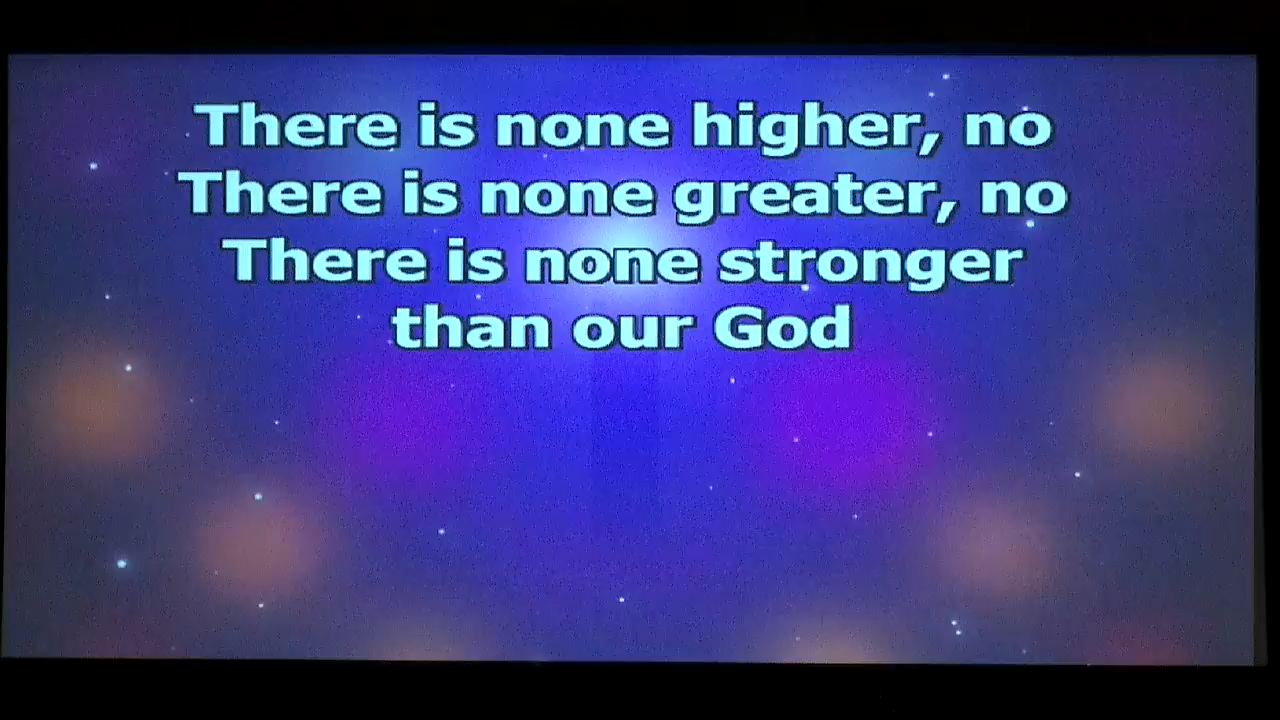 There is none higher, no
There is none greater, no
There is none stronger
than our God